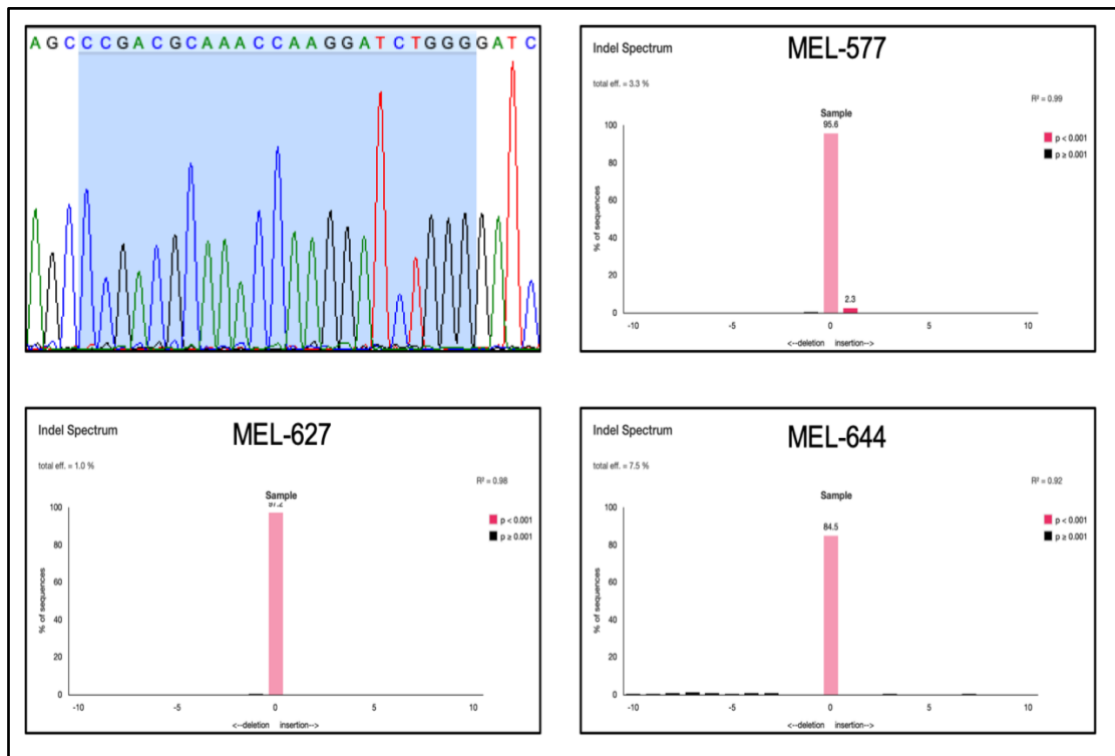 AGCCCGACGCAAACCAAGGATCTGGGGATC
Indel Spectrum
MEL-577
total eff. = 3.3 %
R² = 0.99
Sample
95.6
2.3
p < 0.001
p ≥ 0.001
100
80
60
40
20
0
% of sequences
-10 -5 0 5 10
<--deletion insertion-->
Indel Spectrum
MEL-627
total eff. = 1.0 %
R² = 0.98
Sample
p < 0.001
p ≥ 0.001
100
80
60
40
20
0
% of sequences
-10 -5 0 5 10
<--deletion insertion-->
Indel Spectrum
MEL-644
total eff. = 7.5 %
R² = 0.92
Sample
84.5
p < 0.001
p ≥ 0.001
100
80
60
40
20
0
% of sequences
-10 -5 0 5 10
<--deletion insertion-->